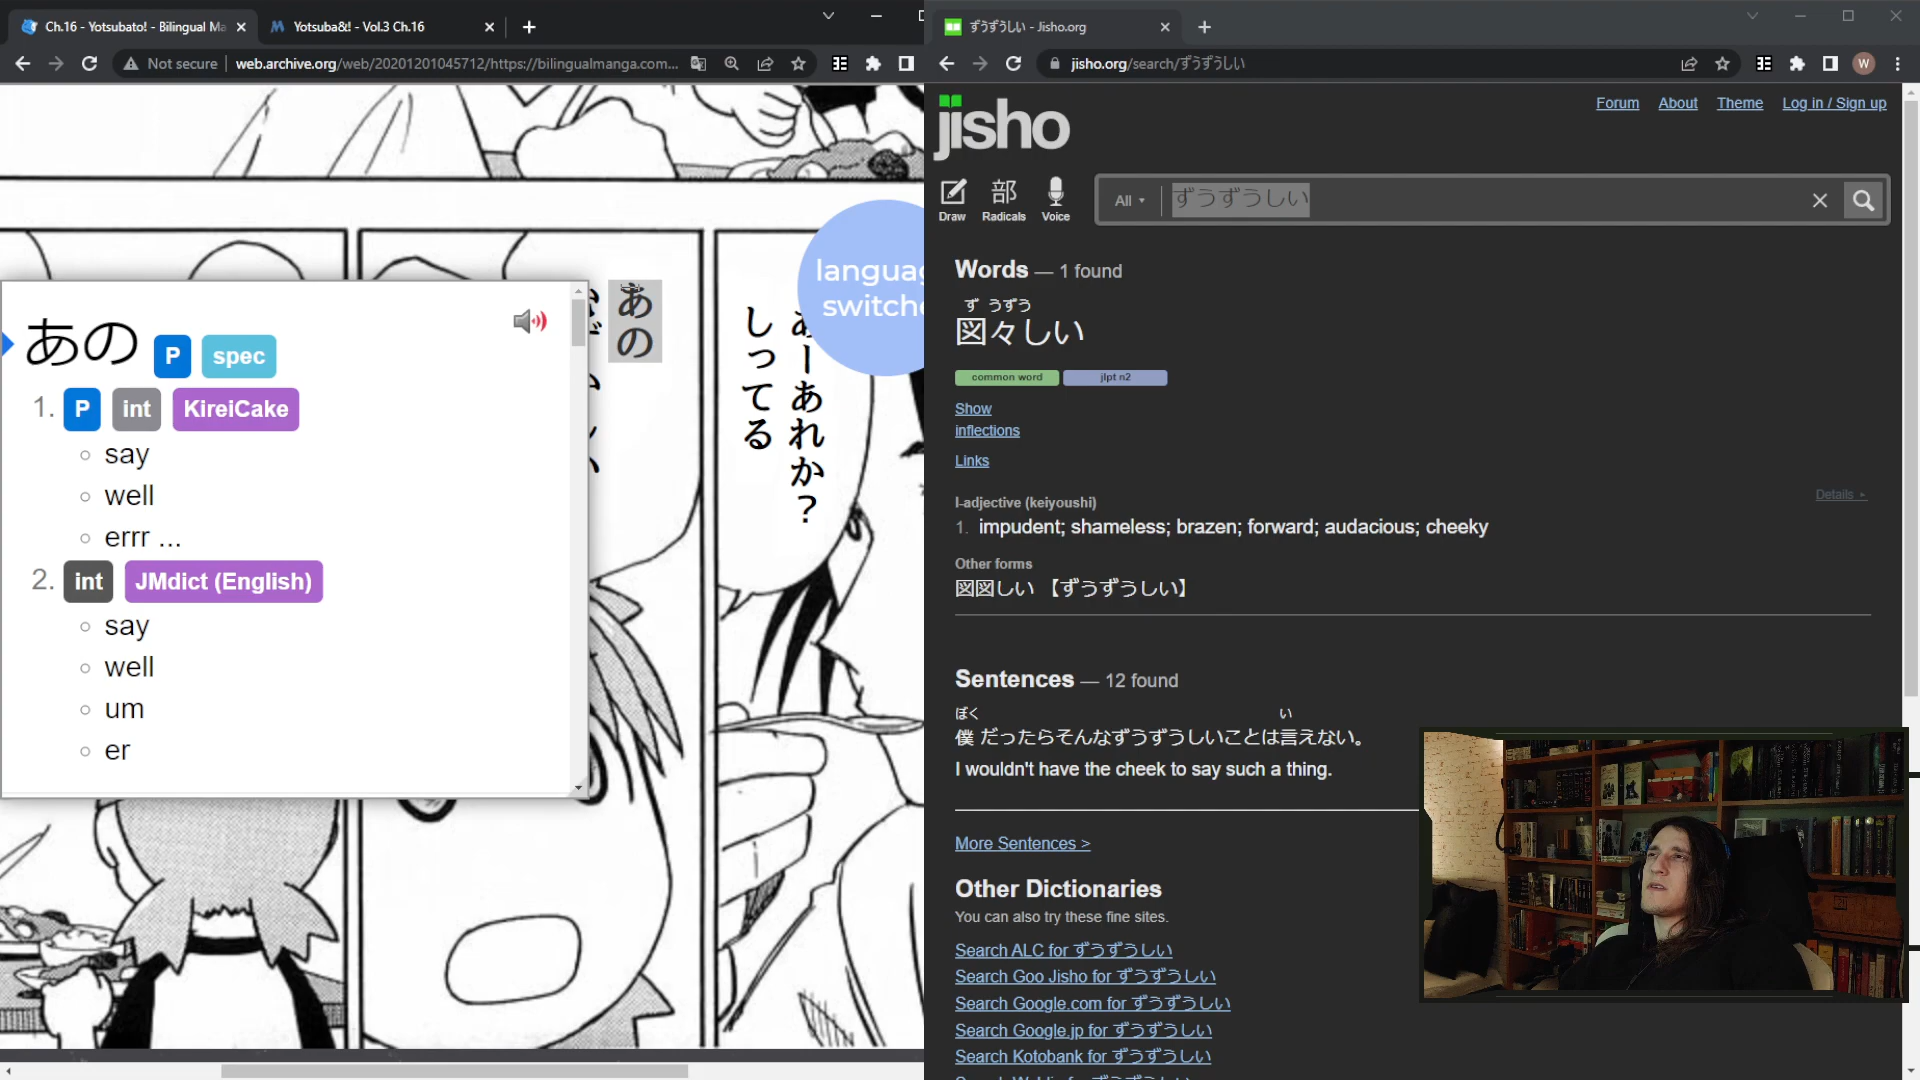 Ch.16 - Yotsubato! - Bilingual Ma
Yotsuba&! - Vol.3 Ch.16
Not secure
web.archive.org/web/20201201045712/https://bilingualmanga.com...
あの
P
spec
1. P int KireiCake
say
well
errr ...
2. int JMdict (English)
say
well
um
er
あの
languag
switche
あーあれか？
しってる
ずうずうしい - Jisho.org
jisho.org/search/ずうずうしい
W
jisho
Forum
About
Theme
Log in / Sign up
Draw
部
Radicals
Voice
All
ずうずうしい
Words — 1 found
ず うずう
図々しい
common word
jlpt n2
Show
inflections
Links
I-adjective (keiyoushi)
Details
1. impudent; shameless; brazen; forward; audacious; cheeky
Other forms
図図しい 【ずうずうしい】
Sentences — 12 found
ぼく い
僕 だったらそんなずうずうしいことは言えない。
I wouldn't have the cheek to say such a thing.
More Sentences >
Other Dictionaries
You can also try these fine sites.
Search ALC for ずうずうしい
Search Goo Jisho for ずうずうしい
Search Google.com for ずうずうしい
Search Google.jp for ずうずうしい
Search Kotobank for ずうずうしい